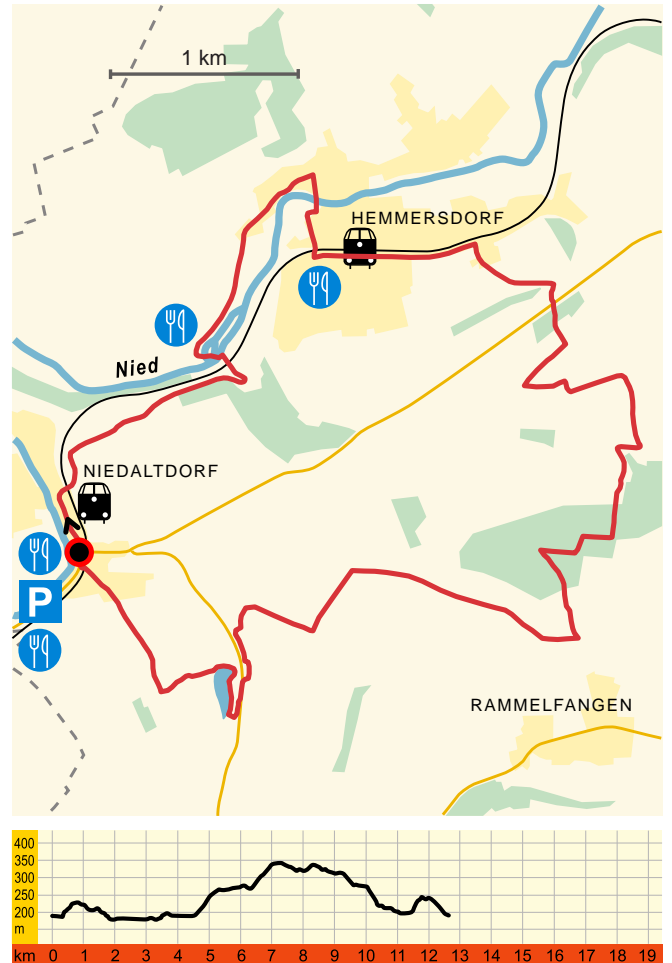 1 km
HEMMERSDORF
Nied
NIEDALTDORF
P
RAMMELFANGEN
400
350
300
250
200
m
km 0 1 2 3 4 5 6 7 8 9 10 11 12 13 14 15 16 17 18 19